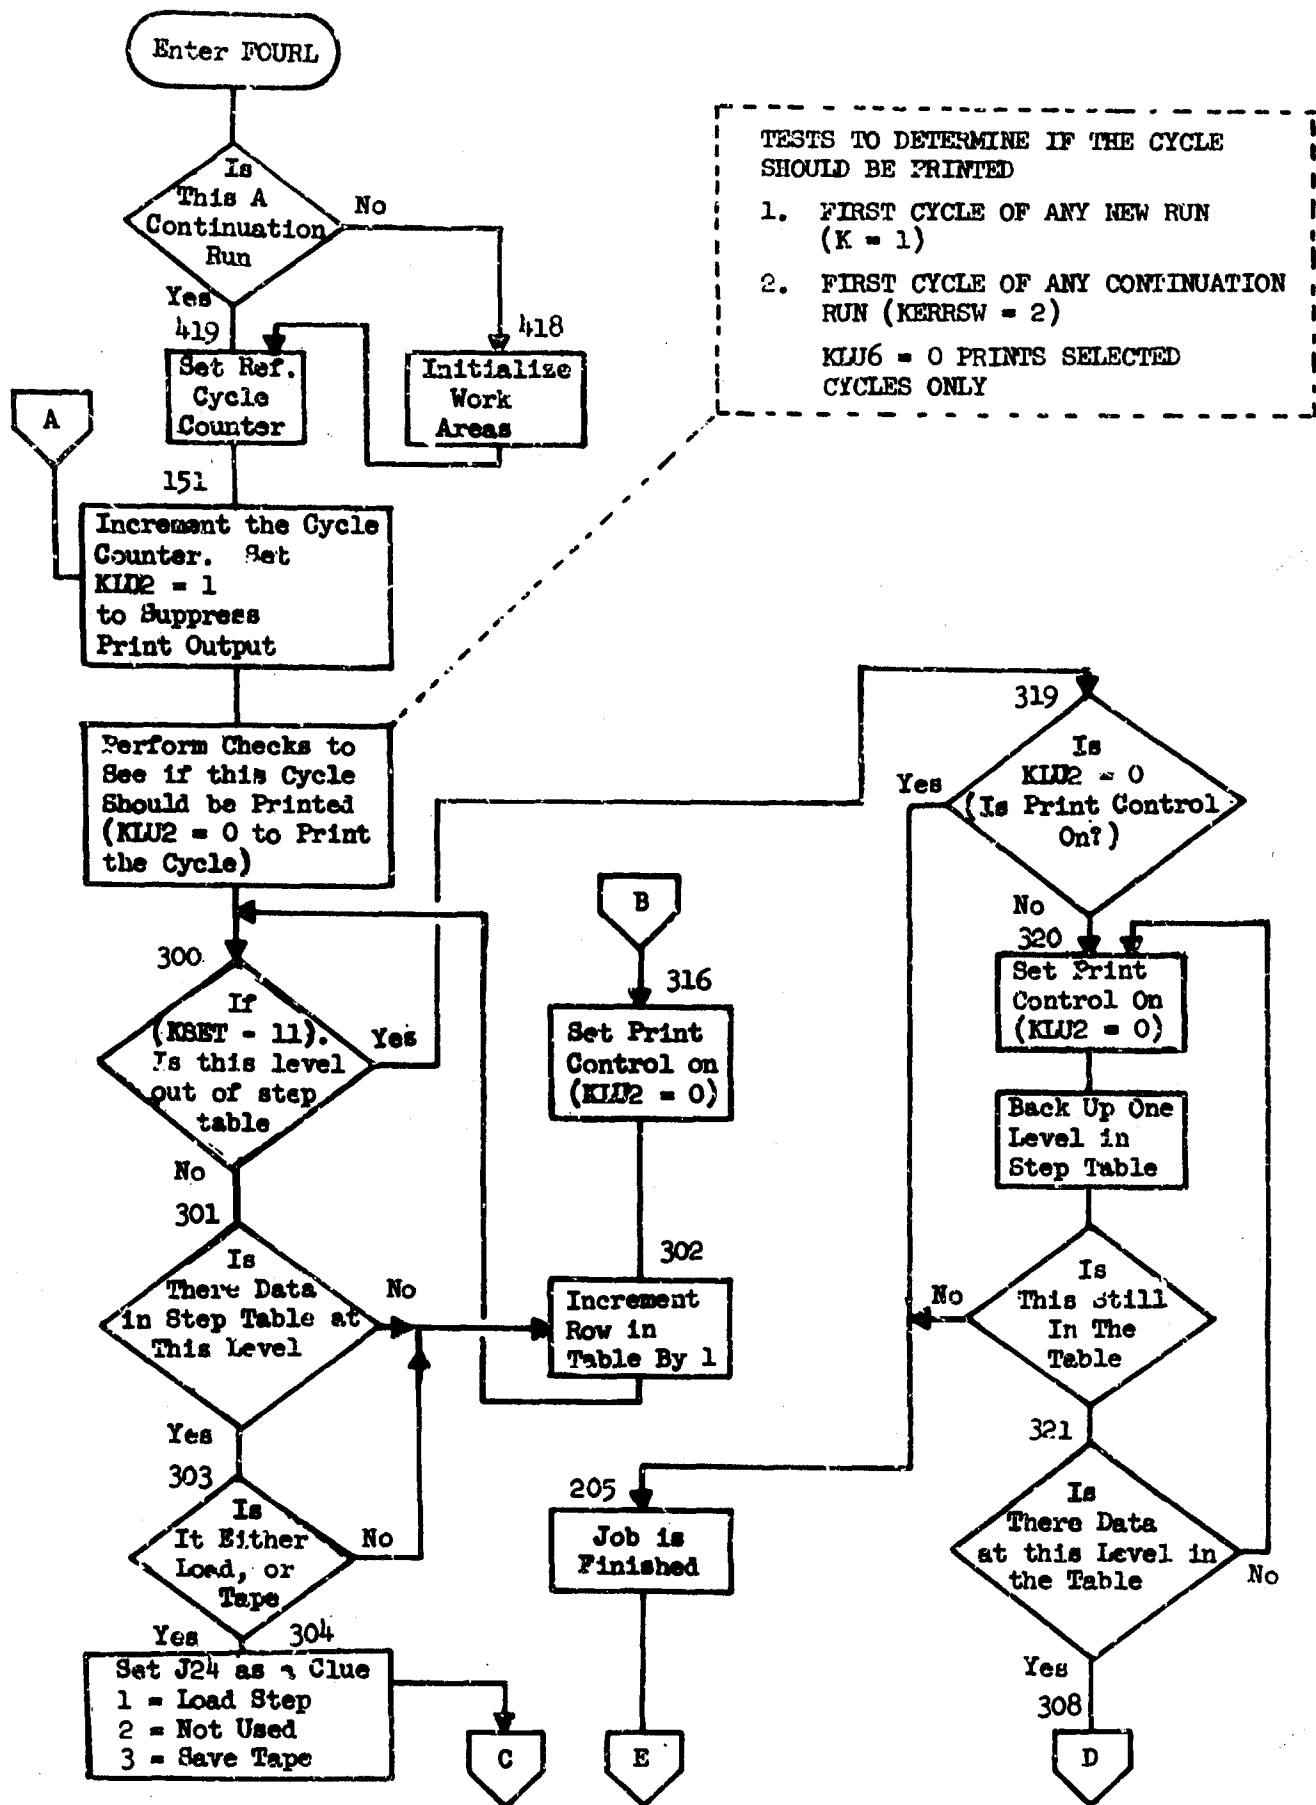 Enter FOURL
Is
This A
Continuation
Run
No
Yes
419
Set Ref.
Cycle
Counter
418
Initialize
Work
Areas
A
151
Increment the Cycle
Counter. Set
KLU2 = 1
to Suppress
Print Output
TESTS TO DETERMINE IF THE CYCLE
SHOULD BE PRINTED
1. FIRST CYCLE OF ANY NEW RUN
(K = 1)
2. FIRST CYCLE OF ANY CONTINUATION
RUN (KERRSW = 2)
KLU6 = 0 PRINTS SELECTED
CYCLES ONLY
Perform Checks to
See if this Cycle
Should be Printed
(KLU2 = 0 to Print
the Cycle)
300
If
(KSET - 11).
Is this level
out of step
table
Yes
No
301
Is
There Data
in Step Table at
This Level
No
Yes
303
Is
It Either
Load, or
Tape
No
Yes
304
Set J24 as a Clue
1 = Load Step
2 = Not Used
3 = Save Tape
C
B
316
Set Print
Control on
(KLU2 = 0)
302
Increment
Row in
Table By 1
205
Job is
Finished
E
319
Is
KLU2 = 0
(Is Print Control
On?)
Yes
No
320
Set Print
Control On
(KLU2 = 0)
Back Up One
Level in
Step Table
Is
This Still
In The
Table
No
321
Is
There Data
at this Level in
the Table
No
Yes
308
D